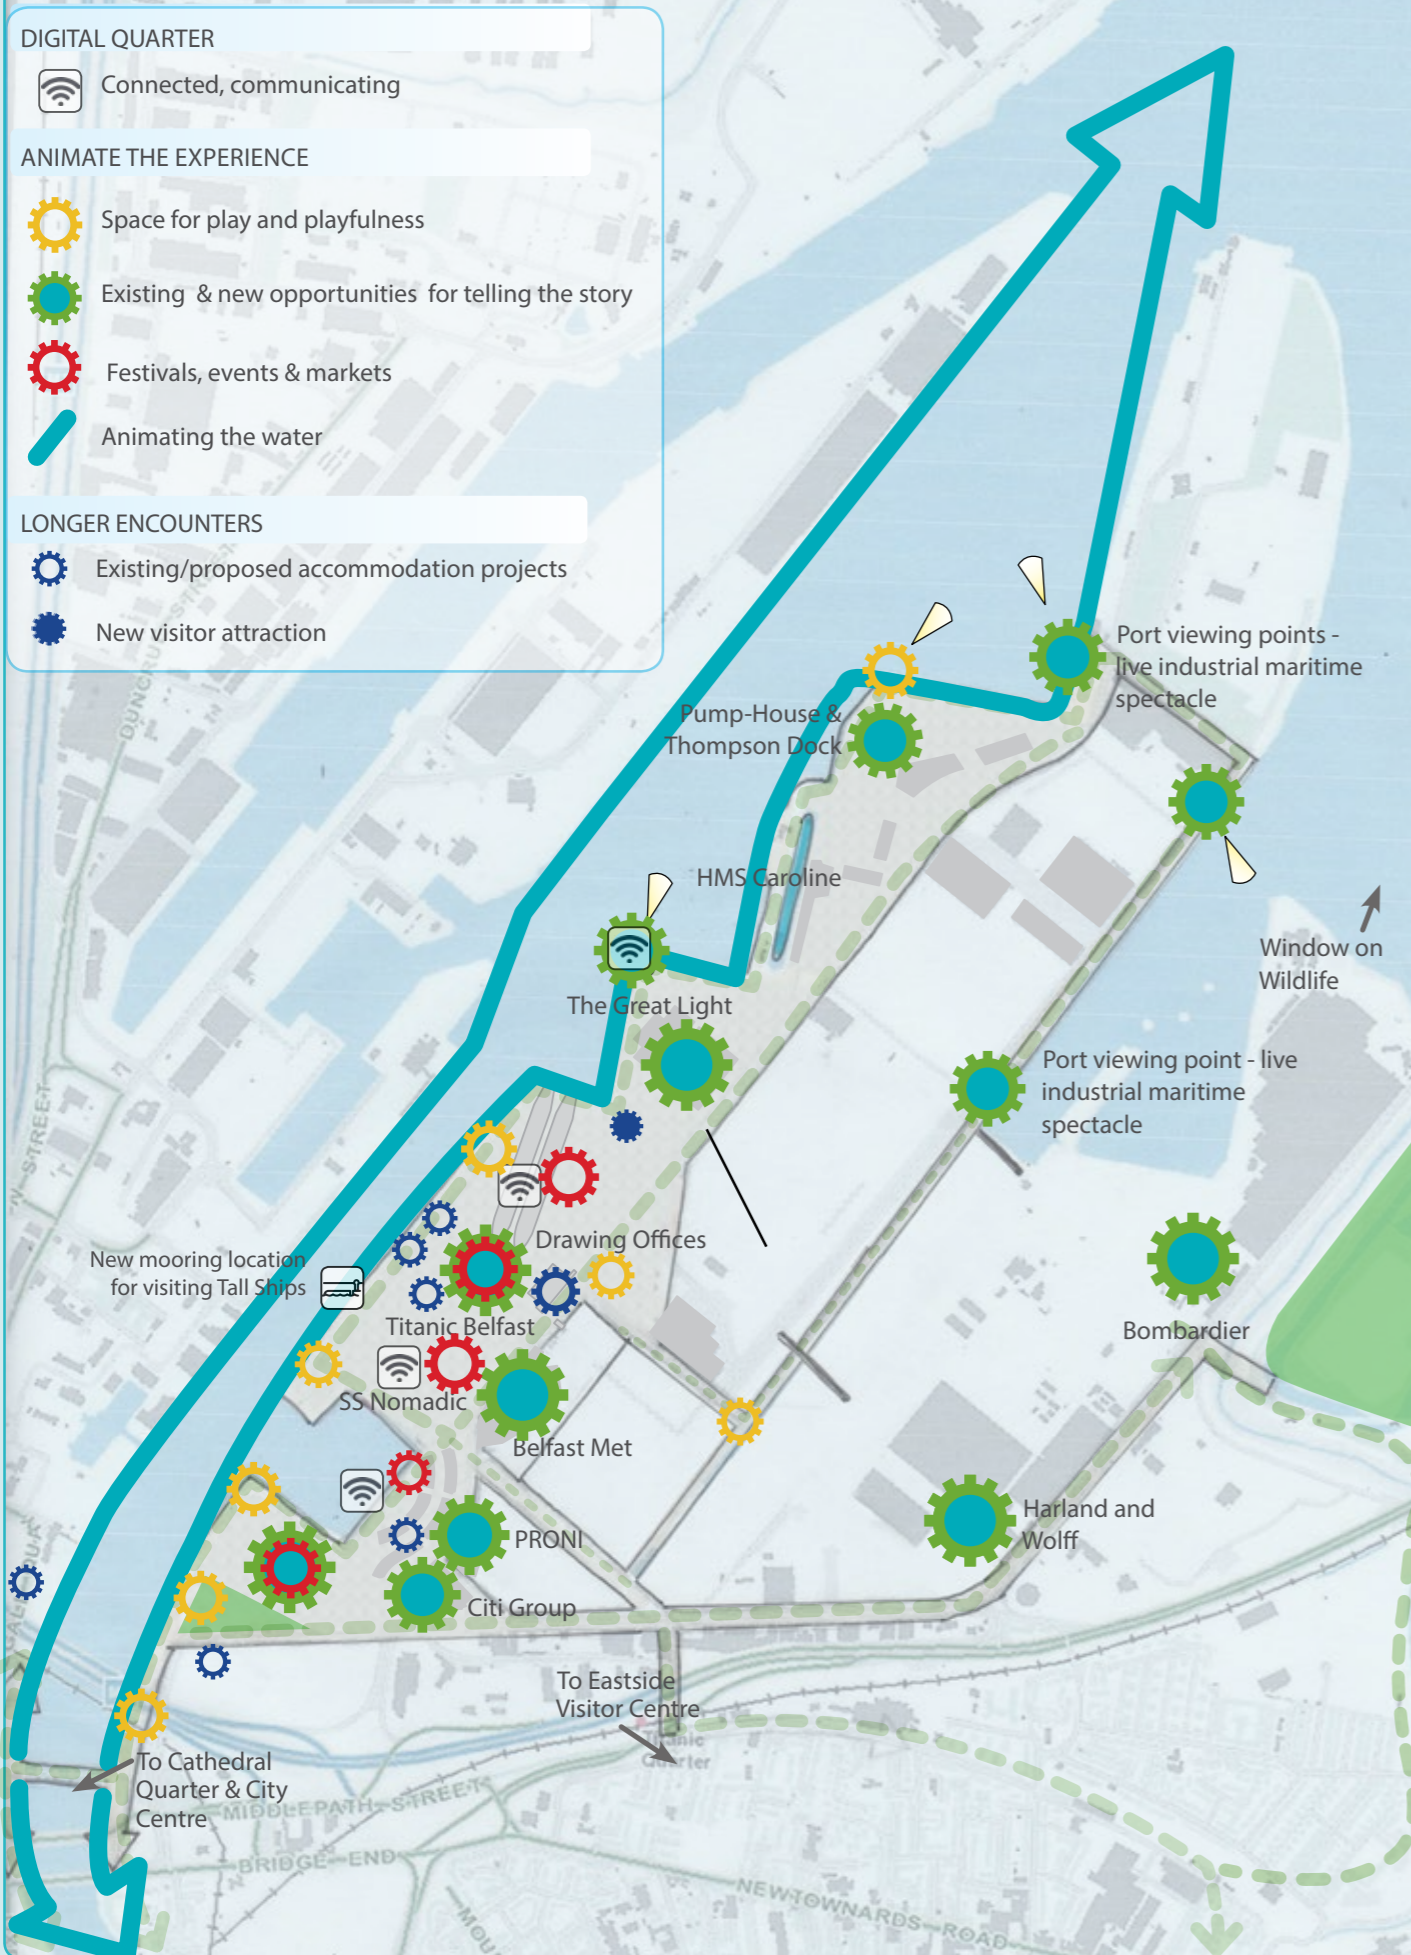 DIGITAL QUARTER
Connected, communicating
ANIMATE THE EXPERIENCE
Space for play and playfulness
Existing & new opportunities for telling the story
Festivals, events & markets
Animating the water
LONGER ENCOUNTERS
Existing/proposed accommodation projects
New visitor attraction
Port viewing points -
live industrial maritime
spectacle
Pump-House &
Thompson Dock
HMS Caroline
Window on
Wildlife
The Great Light
Port viewing point - live
industrial maritime
spectacle
Drawing Offices
New mooring location
for visiting Tall Ships
Titanic Belfast
Bombardier
SS Nomadic
Belfast Met
Harland and
Wolff
PRONI
Citi Group
To Eastside
Visitor Centre
Titanic
Quarter
To Cathedral
Quarter & City
Centre
MIDDLEPATH STREET
BRIDGE END
NEWTOWNARDS ROAD